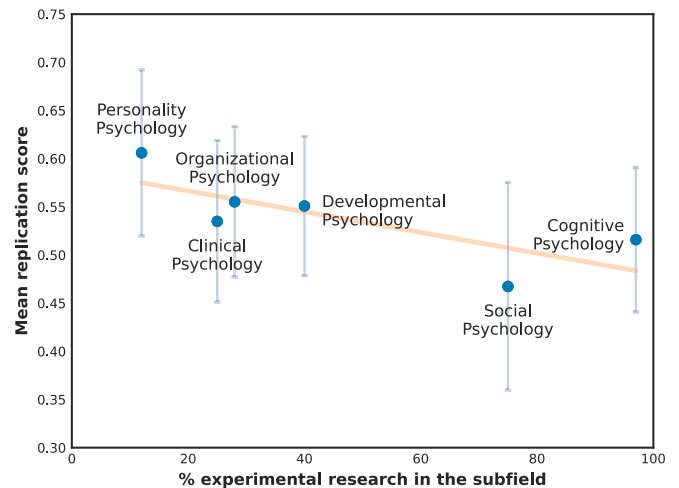 0.75
0.70
0.65
0.60
0.55
0.50
0.45
0.40
0.35
0.30
Mean replication score
Personality
Psychology
Organizational
Psychology
Clinical
Psychology
Developmental
Psychology
Cognitive
Psychology
Social
Psychology
0 20 40 60 80 100
% experimental research in the subfield